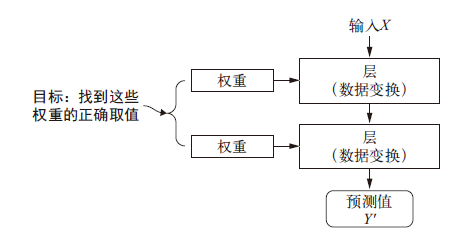 输入X
层
（数据变换）
权重
目标：找到这些
权重的正确取值
权重
层
（数据变换）
预测值
Y′